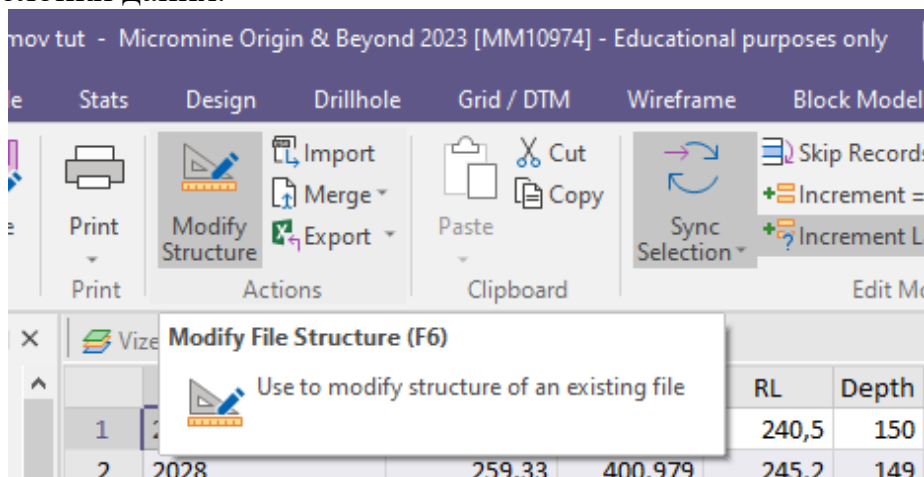 mov tut - Micromine Origin & Beyond 2023 [MM10974] - Educational purposes only
Stats Design Drillhole Grid / DTM Wireframe Block Model
Print
Modify Structure
Import
Merge
Export
Paste
Cut
Copy
Sync Selection
Skip Records
Increment =
Increment L
Print Actions Clipboard Edit Mo
Modify File Structure (F6)
Use to modify structure of an existing file
RL Depth
1 240,5 150
2 2028 259,33 400,979 245,2 149